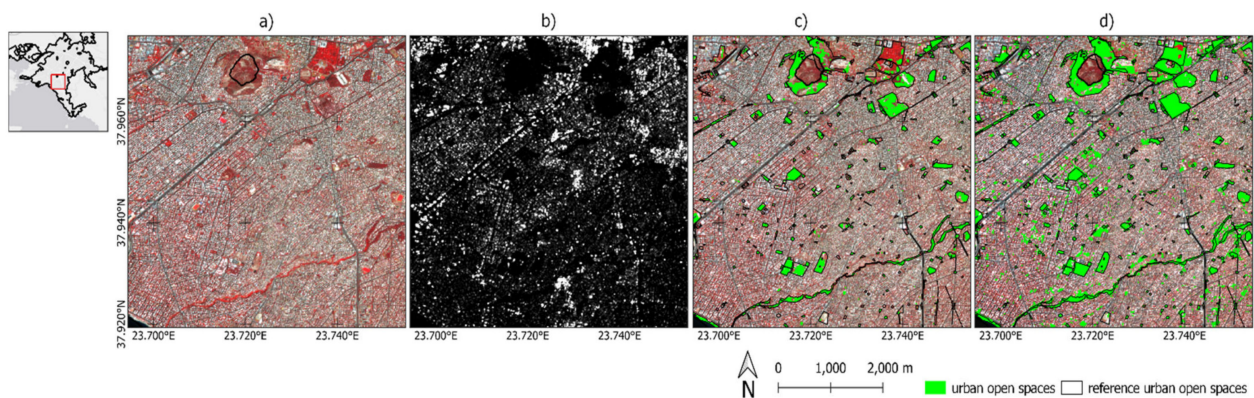 a) b) c) d)
37.960°N
37.940°N
37.920°N
23.700°E 23.720°E 23.740°E 23.700°E 23.720°E 23.740°E 23.700°E 23.720°E 23.740°E 23.700°E 23.720°E 23.740°E
N 0 1,000 2,000 m
urban open spaces reference urban open spaces